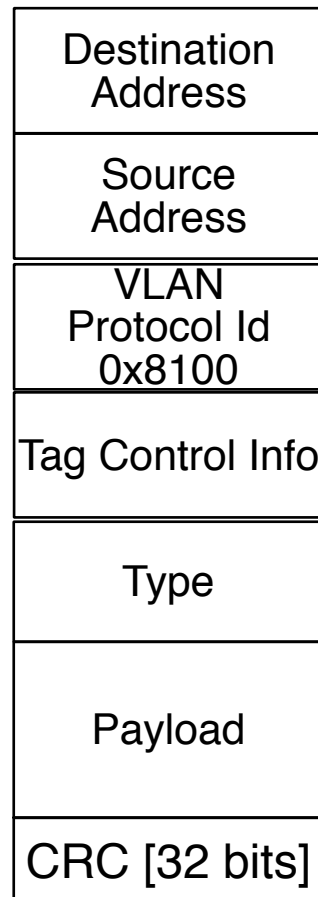 Destination
Address
Source
Address
VLAN
Protocol Id
0x8100
Tag Control Info
Type
Payload
CRC [32 bits]